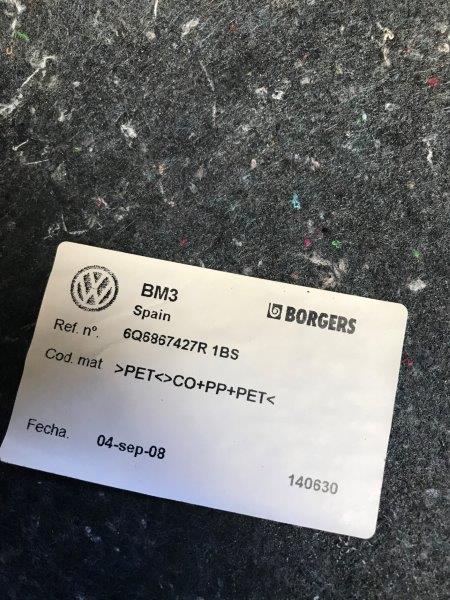 BM3
Spain
BORGERS
Ref. nº. 6Q6867427R 1BS
Cod. mat >PET<>CO+PP+PET<
Fecha. 04-sep-08
140630